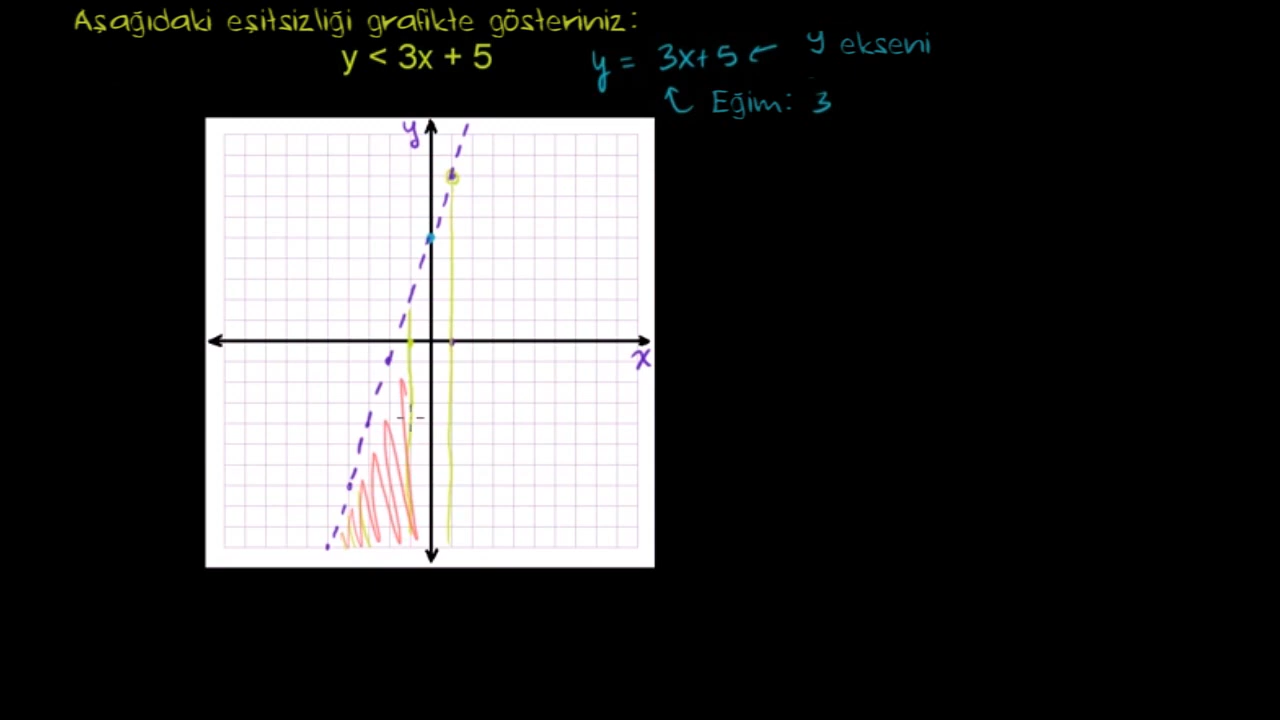 Aşağıdaki eşitsizliği grafikte gösteriniz:
y < 3x + 5
y = 3x+5 ← y ekseni
Eğim: 3
y
x